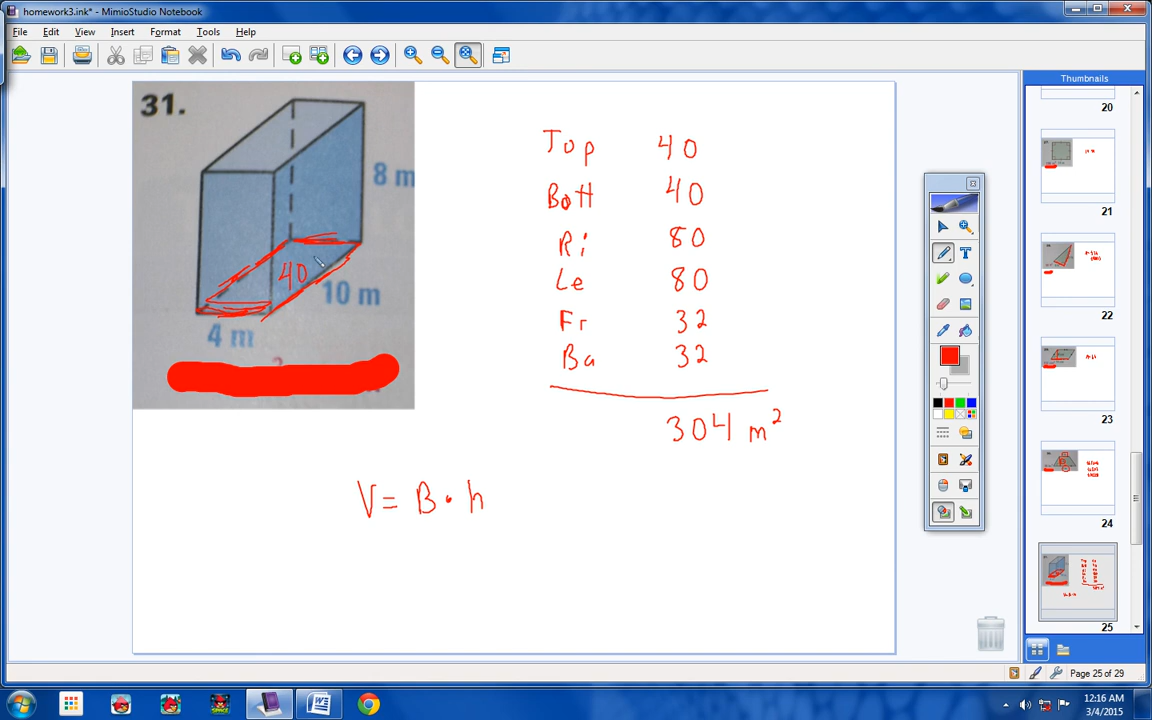 homework3.ink* - MimioStudio Notebook
File Edit View Insert Format Tools Help
Thumbnails
20
21
22
23
24
25
31.
8 m
40
10 m
4 m
Top 40
Bott 40
Ri 80
Le 80
Fr 32
Ba 32
304 m²
V = B · h
Page 25 of 29
12:16 AM
3/4/2015